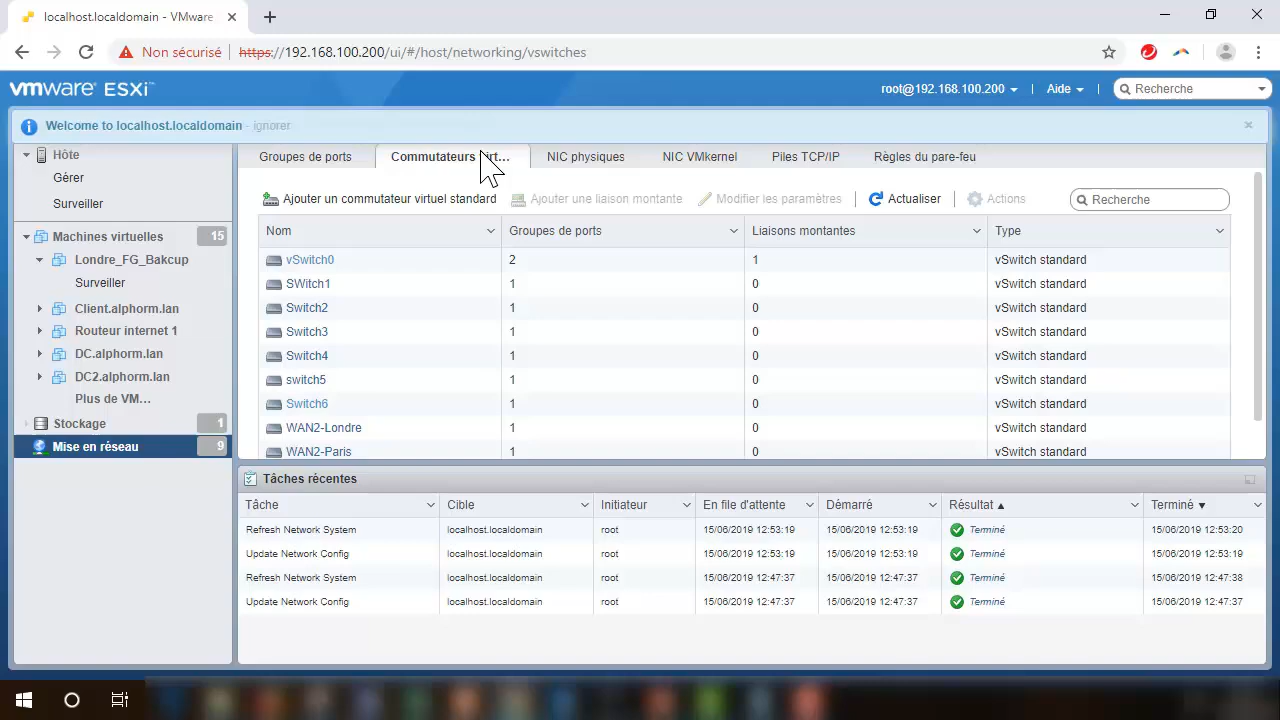 localhost.localdomain - VMware
Non sécurisé | https://192.168.100.200/ui/#/host/networking/vswitches
vmware ESXi™
root@192.168.100.200 | Aide | Recherche
Welcome to localhost.localdomain - ignorer
Hôte
Gérer
Surveiller
Machines virtuelles 15
Londre_FG_Bakcup
Surveiller
Client.alphorm.lan
Routeur internet 1
DC.alphorm.lan
DC2.alphorm.lan
Plus de VM...
Stockage 1
Mise en réseau 9
Groupes de ports Commutateurs virt... NIC physiques NIC VMkernel Piles TCP/IP Règles du pare-feu
Ajouter un commutateur virtuel standard Ajouter une liaison montante Modifier les paramètres | Actualiser | Actions Recherche
Nom Groupes de ports Liaisons montantes Type
vSwitch0 2 1 vSwitch standard
SWitch1 1 0 vSwitch standard
Switch2 1 0 vSwitch standard
Switch3 1 0 vSwitch standard
Switch4 1 0 vSwitch standard
switch5 1 0 vSwitch standard
Switch6 1 0 vSwitch standard
WAN2-Londre 1 0 vSwitch standard
WAN2-Paris 1 0 vSwitch standard
Tâches récentes
Tâche Cible Initiateur En file d'attente Démarré Résultat ▲ Terminé ▼
Refresh Network System localhost.localdomain root 15/06/2019 12:53:19 15/06/2019 12:53:19 Terminé 15/06/2019 12:53:20
Update Network Config localhost.localdomain root 15/06/2019 12:53:19 15/06/2019 12:53:19 Terminé 15/06/2019 12:53:19
Refresh Network System localhost.localdomain root 15/06/2019 12:47:37 15/06/2019 12:47:37 Terminé 15/06/2019 12:47:38
Update Network Config localhost.localdomain root 15/06/2019 12:47:37 15/06/2019 12:47:37 Terminé 15/06/2019 12:47:37